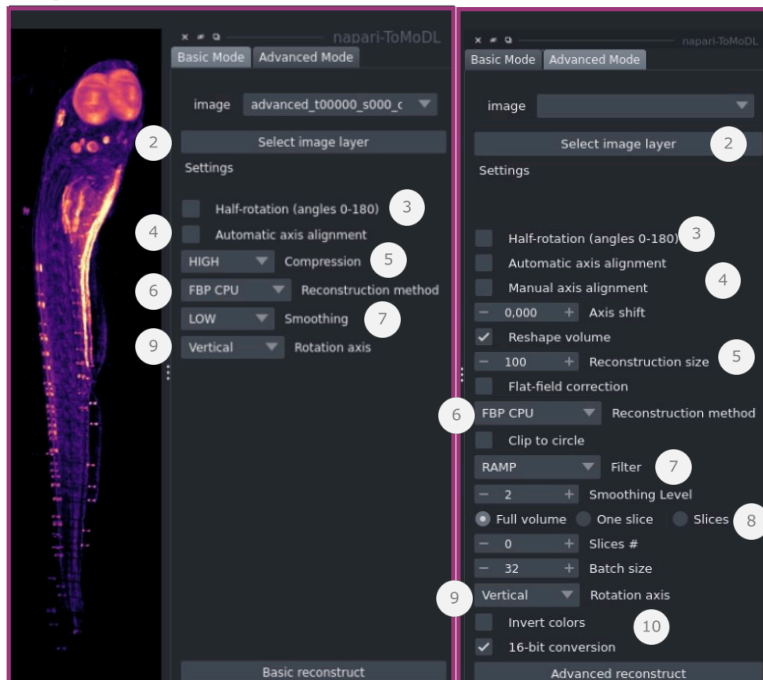 napari-ToMoDL
Basic Mode Advanced Mode
image advanced_t00000_s000_c
2 Select image layer
Settings
Half-rotation (angles 0-180) 3
4 Automatic axis alignment
HIGH Compression 5
6 FBP CPU Reconstruction method
LOW Smoothing 7
9 Vertical Rotation axis
Basic reconstruct
napari-ToMoDL
Basic Mode Advanced Mode
image
Select image layer 2
Settings
Half-rotation (angles 0-180) 3
Automatic axis alignment
Manual axis alignment 4
− 0,000 + Axis shift
Reshape volume
− 100 + Reconstruction size 5
Flat-field correction
6 FBP CPU Reconstruction method
Clip to circle
RAMP Filter 7
− 2 + Smoothing Level
Full volume One slice Slices 8
− 0 + Slices #
− 32 + Batch size
9 Vertical Rotation axis
Invert colors 10
16-bit conversion
Advanced reconstruct